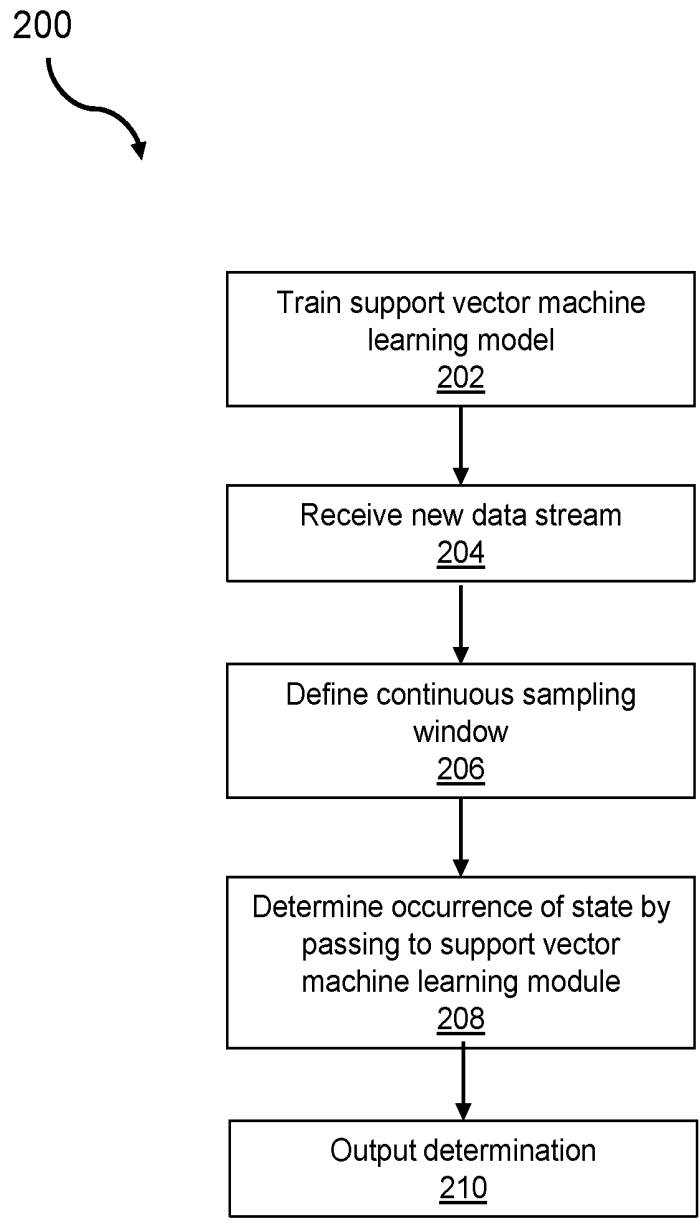 200
Train support vector machine
learning model
202
Receive new data stream
204
Define continuous sampling
window
206
Determine occurrence of state by
passing to support vector
machine learning module
208
Output determination
210